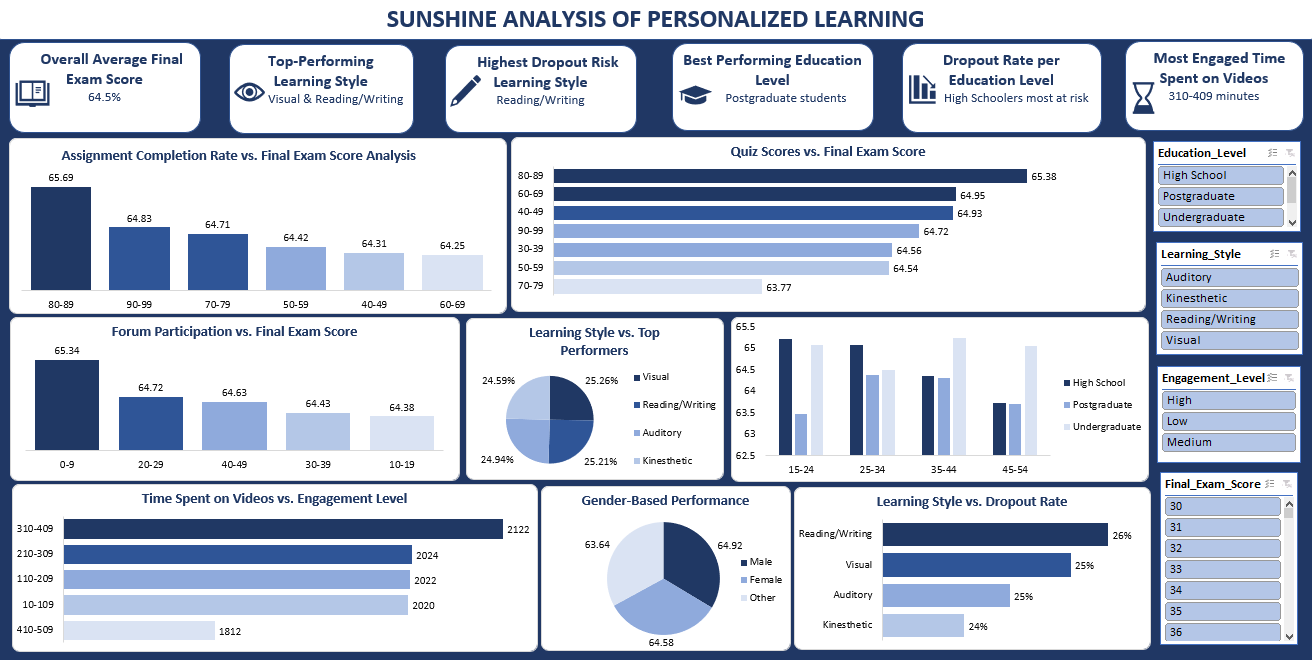 SUNSHINE ANALYSIS OF PERSONALIZED LEARNING
Overall Average Final
Exam Score
64.5%
Top-Performing
Learning Style
Visual & Reading/Writing
Highest Dropout Risk
Learning Style
Reading/Writing
Best Performing Education
Level
Postgraduate students
Dropout Rate per
Education Level
High Schoolers most at risk
Most Engaged Time
Spent on Videos
310-409 minutes
Assignment Completion Rate vs. Final Exam Score Analysis
65.69
64.83
64.71
64.42
64.31
64.25
80-89
90-99
70-79
50-59
40-49
60-69
Quiz Scores vs. Final Exam Score
80-89
65.38
60-69
64.95
40-49
64.93
90-99
64.72
30-39
64.56
50-59
64.54
70-79
63.77
Education_Level
High School
Postgraduate
Undergraduate
Learning_Style
Auditory
Kinesthetic
Reading/Writing
Visual
Forum Participation vs. Final Exam Score
65.34
64.72
64.63
64.43
64.38
0-9
20-29
40-49
30-39
10-19
Learning Style vs. Top
Performers
24.59%
25.26%
24.94%
25.21%
Visual
Reading/Writing
Auditory
Kinesthetic
65.5
65
64.5
64
63.5
63
62.5
15-24
25-34
35-44
45-54
High School
Postgraduate
Undergraduate
Engagement_Level
High
Low
Medium
Time Spent on Videos vs. Engagement Level
310-409
2122
210-309
2024
110-209
2022
10-109
2020
410-509
1812
Gender-Based Performance
63.64
64.92
64.58
Male
Female
Other
Learning Style vs. Dropout Rate
Reading/Writing
26%
Visual
25%
Auditory
25%
Kinesthetic
24%
Final_Exam_Score
30
31
32
33
34
35
36